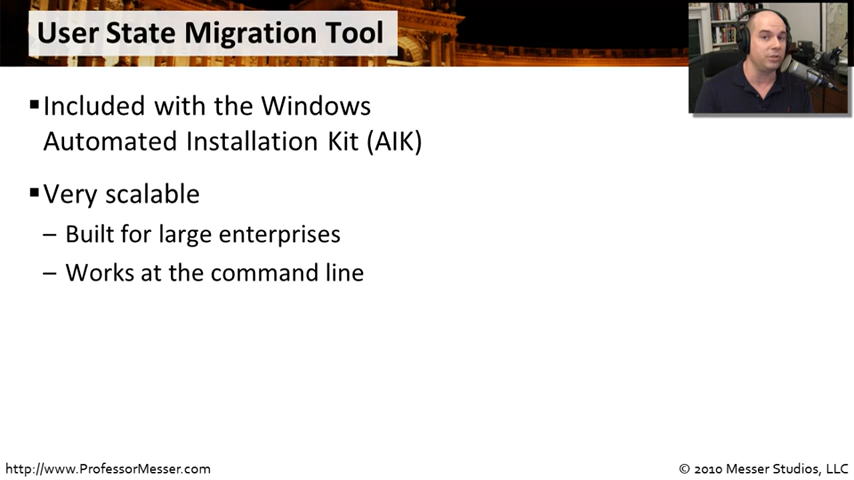 User State Migration Tool
▪Included with the Windows
Automated Installation Kit (AIK)
▪Very scalable
– Built for large enterprises
– Works at the command line
http://www.ProfessorMesser.com
© 2010 Messer Studios, LLC